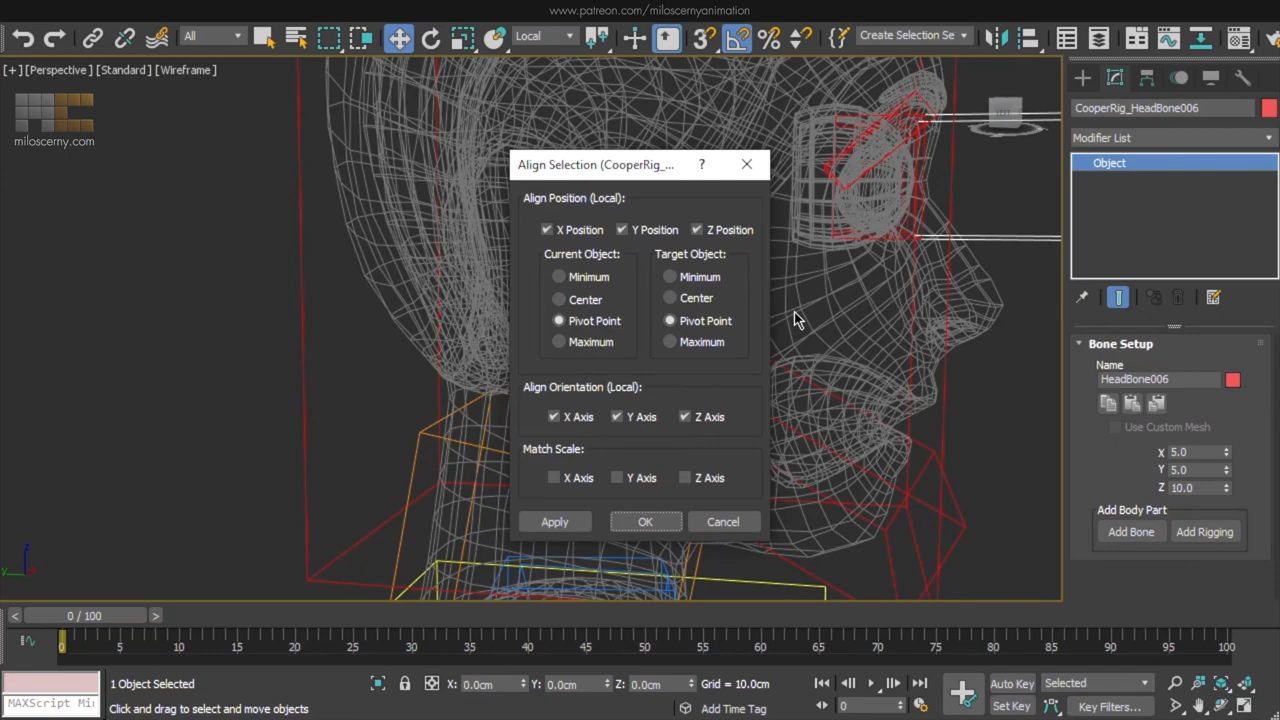 www.patreon.com/miloscernyanimation
All
Local
3
Create Selection Se
[+] [Perspective] [Standard] [Wireframe]
miloscerny.com
CooperRig_HeadBone006
Modifier List
Object
Align Selection (CooperRig_... ?
Align Position (Local):
X Position Y Position Z Position
Current Object: Target Object:
Minimum Minimum
Center Center
Pivot Point Pivot Point
Maximum Maximum
Align Orientation (Local):
X Axis Y Axis Z Axis
Match Scale:
X Axis Y Axis Z Axis
Apply OK Cancel
Bone Setup
Name
HeadBone006
Use Custom Mesh
X 5.0
Y 5.0
Z 10.0
Add Body Part
Add Bone Add Rigging
z
y x
< 0 / 100 >
0 5 10 15 20 25 30 35 40 45 50 55 60 65 70 75 80 85 90 95 100
1 Object Selected
X: 0.0cm Y: 0.0cm Z: 0.0cm Grid = 10.0cm
Auto Key Selected
MAXScript Mi
Click and drag to select and move objects
Add Time Tag
0
Set Key Key Filters...